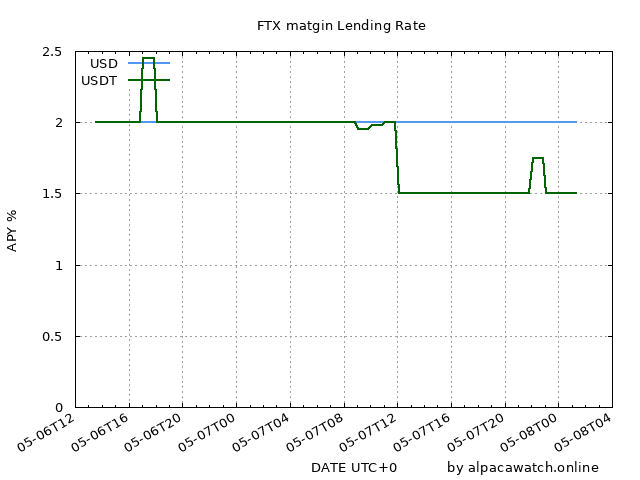 FTX matgin Lending Rate
USD
USDT
2.5
2
1.5
1
0.5
0
APY %
05-06T12
05-06T16
05-06T20
05-07T00
05-07T04
05-07T08
05-07T12
05-07T16
05-07T20
05-08T00
05-08T04
DATE UTC+0
by alpacawatch.online